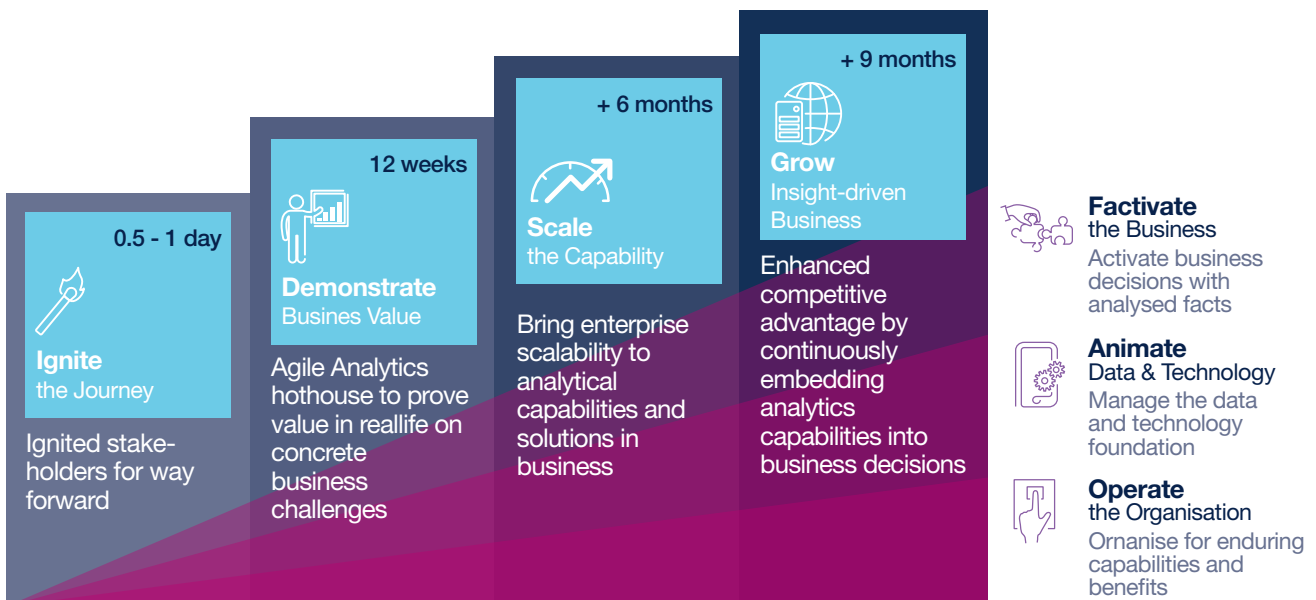 0.5 - 1 day
Ignite
the Journey
Ignited stake-
holders for way
forward
12 weeks
Demonstrate
Busines Value
Agile Analytics
hothouse to prove
value in reallife on
concrete
business
challenges
+ 6 months
Scale
the Capability
Bring enterprise
scalability to
analytical
capabilities and
solutions in
business
+ 9 months
Grow
Insight-driven
Business
Enhanced
competitive
advantage by
continuously
embedding
analytics
capabilities into
business decisions
Factivate
the Business
Activate business
decisions with
analysed facts
Animate
Data & Technology
Manage the data
and technology
foundation
Operate
the Organisation
Ornanise for enduring
capabilities and
benefits